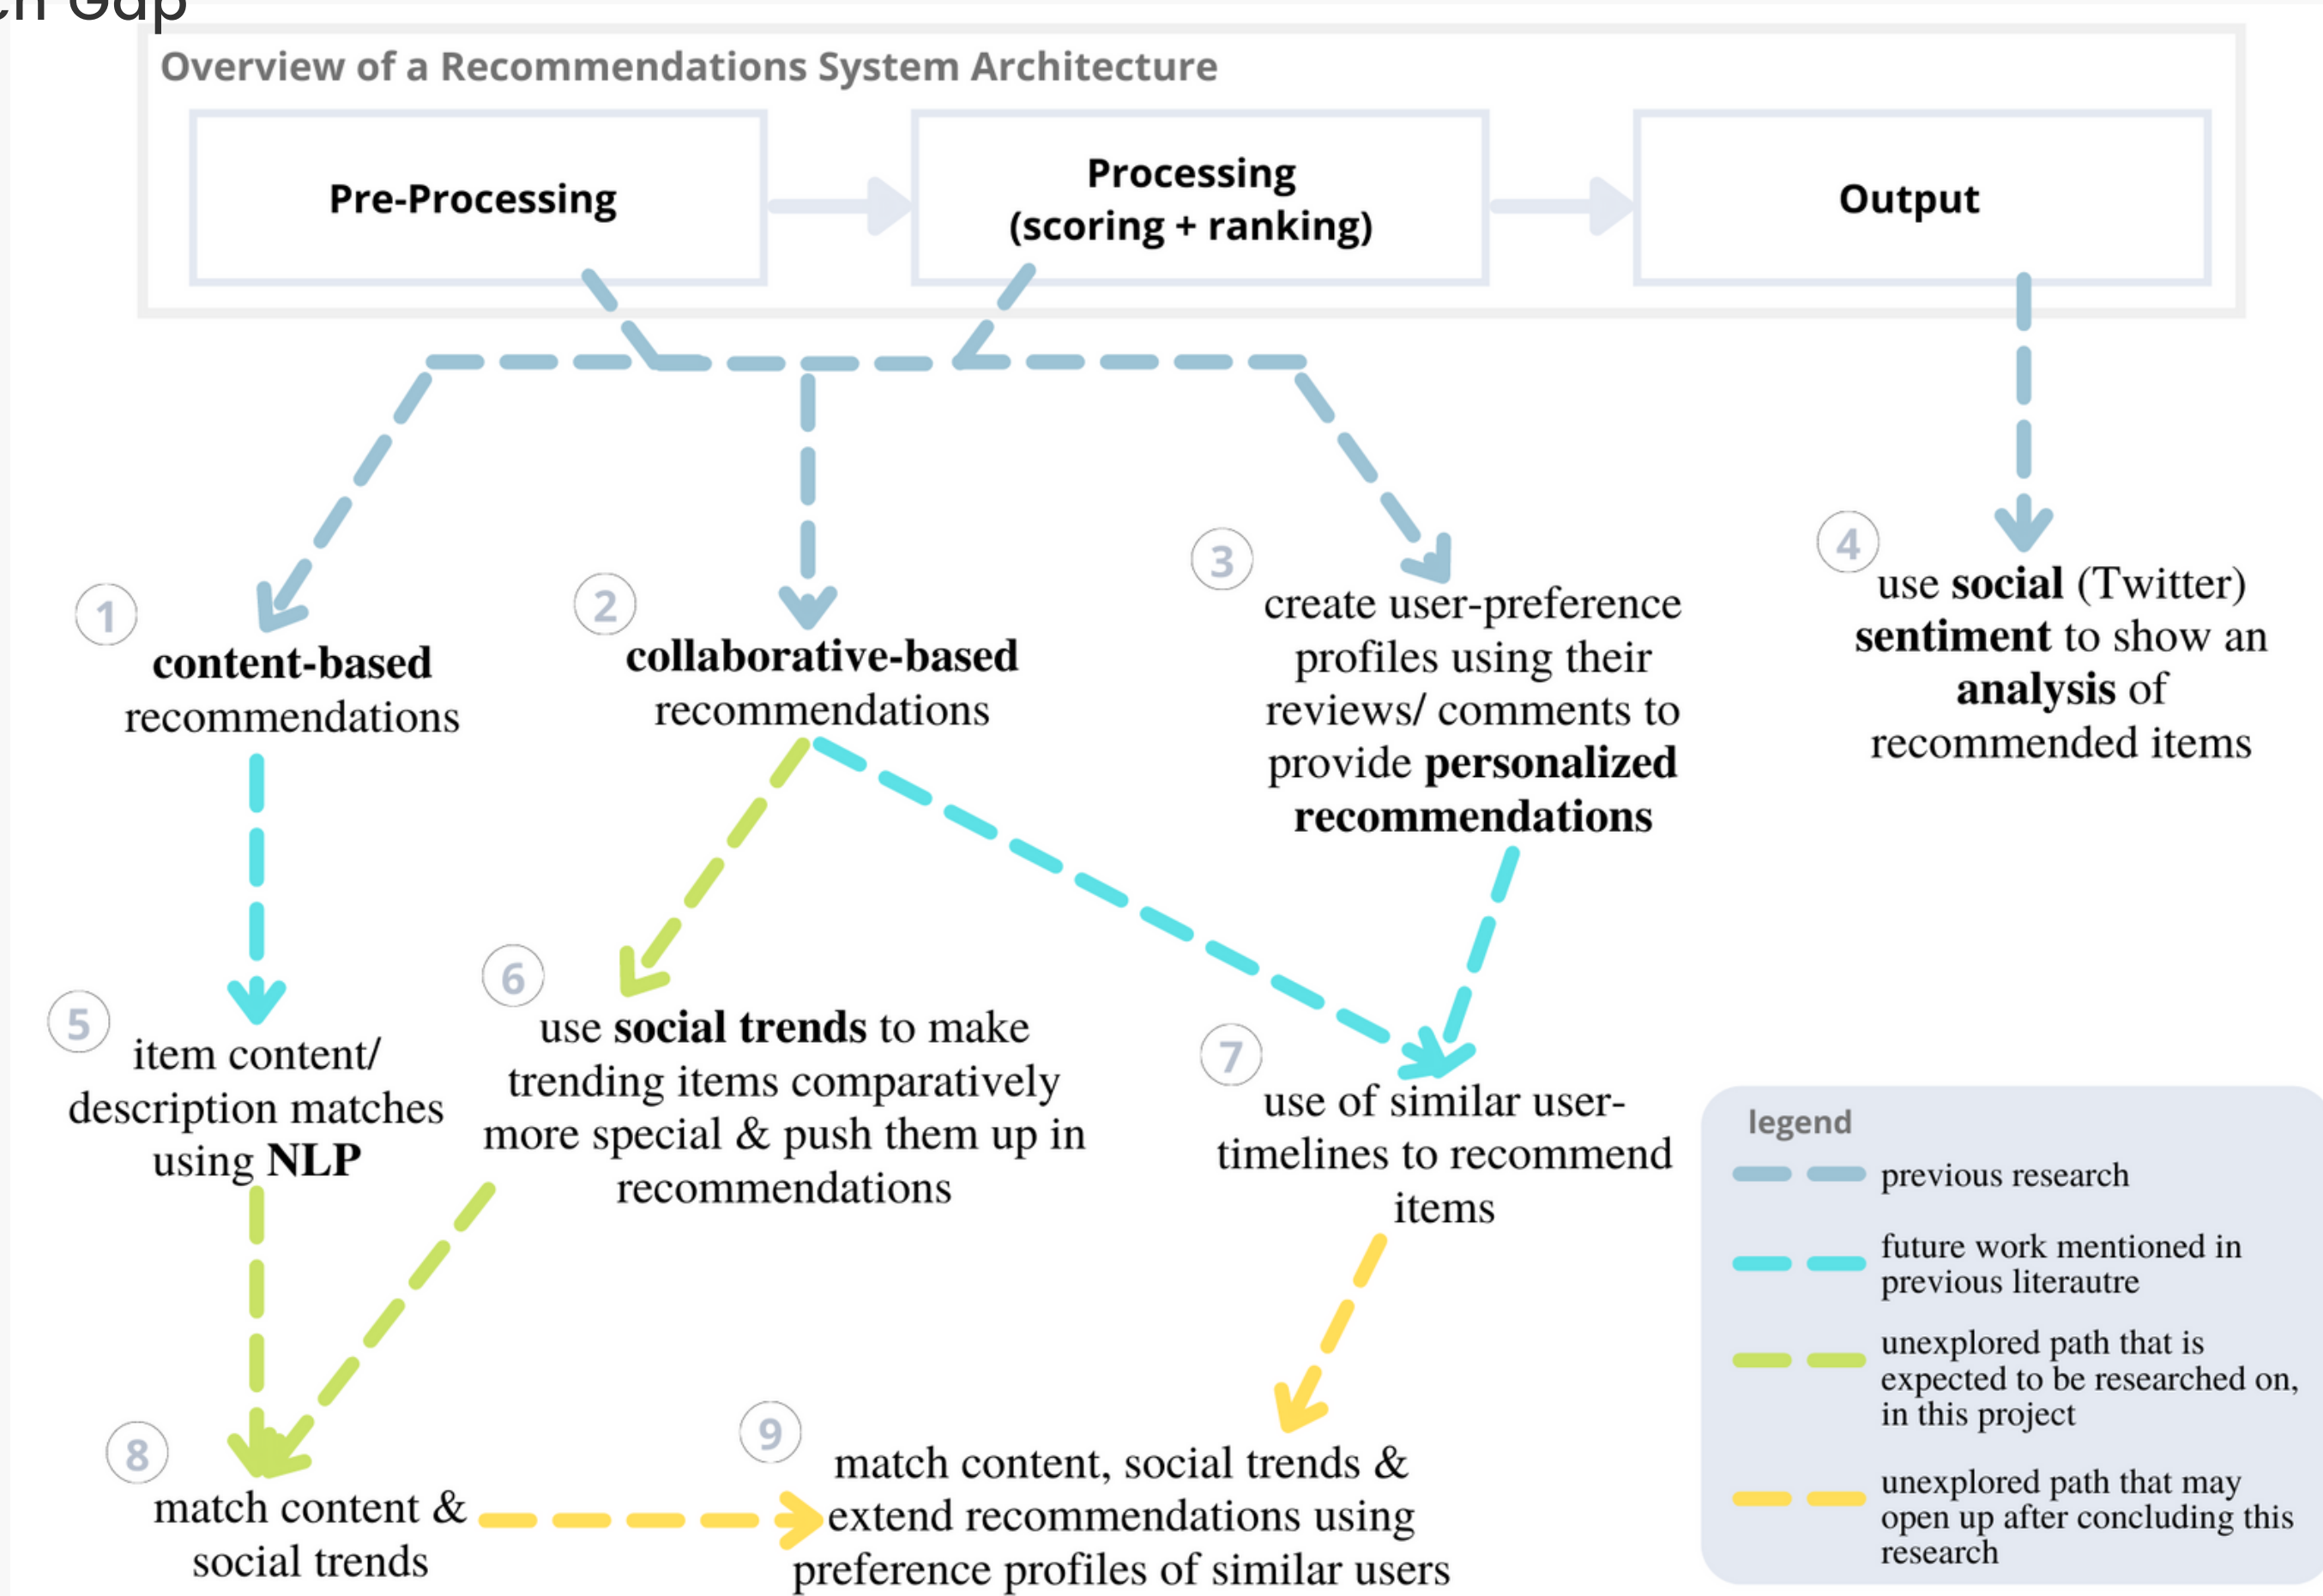 Gap
Overview of a Recommendations System Architecture
Pre-Processing
Processing
(scoring + ranking)
Output
1
content-based
recommendations
2
collaborative-based
recommendations
3
create user-preference
profiles using their
reviews/ comments to
provide personalized
recommendations
4
use social (Twitter)
sentiment to show an
analysis of
recommended items
5
item content/
description matches
using NLP
6
use social trends to make
trending items comparatively
more special & push them up in
recommendations
7
use of similar user-
timelines to recommend
items
8
match content &
social trends
9
match content, social trends &
extend recommendations using
preference profiles of similar users
legend
previous research
future work mentioned in
previous literautre
unexplored path that is
expected to be researched on,
in this project
unexplored path that may
open up after concluding this
research